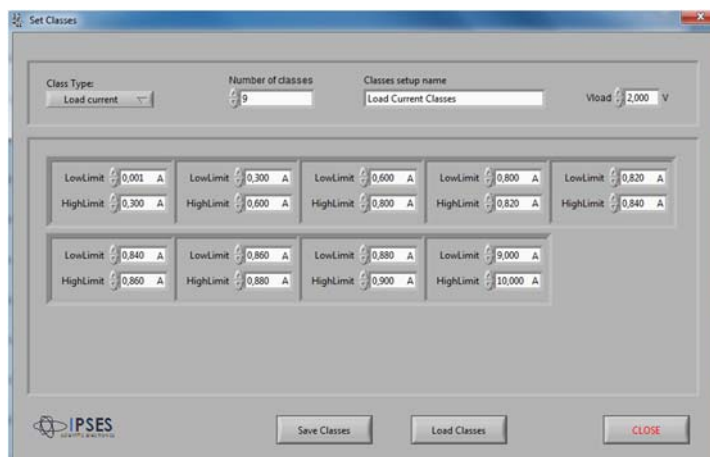 Set Classes
Class Type: Number of classes Classes setup name
Load current 9 Load Current Classes Vload 2,000 V
LowLimit 0,001 A LowLimit 0,300 A LowLimit 0,600 A LowLimit 0,800 A LowLimit 0,820 A
HighLimit 0,300 A HighLimit 0,600 A HighLimit 0,800 A HighLimit 0,820 A HighLimit 0,840 A
LowLimit 0,840 A LowLimit 0,860 A LowLimit 0,880 A LowLimit 9,000 A
HighLimit 0,860 A HighLimit 0,880 A HighLimit 0,900 A HighLimit 10,000 A
IPSES
scientific electronics
Save Classes Load Classes CLOSE